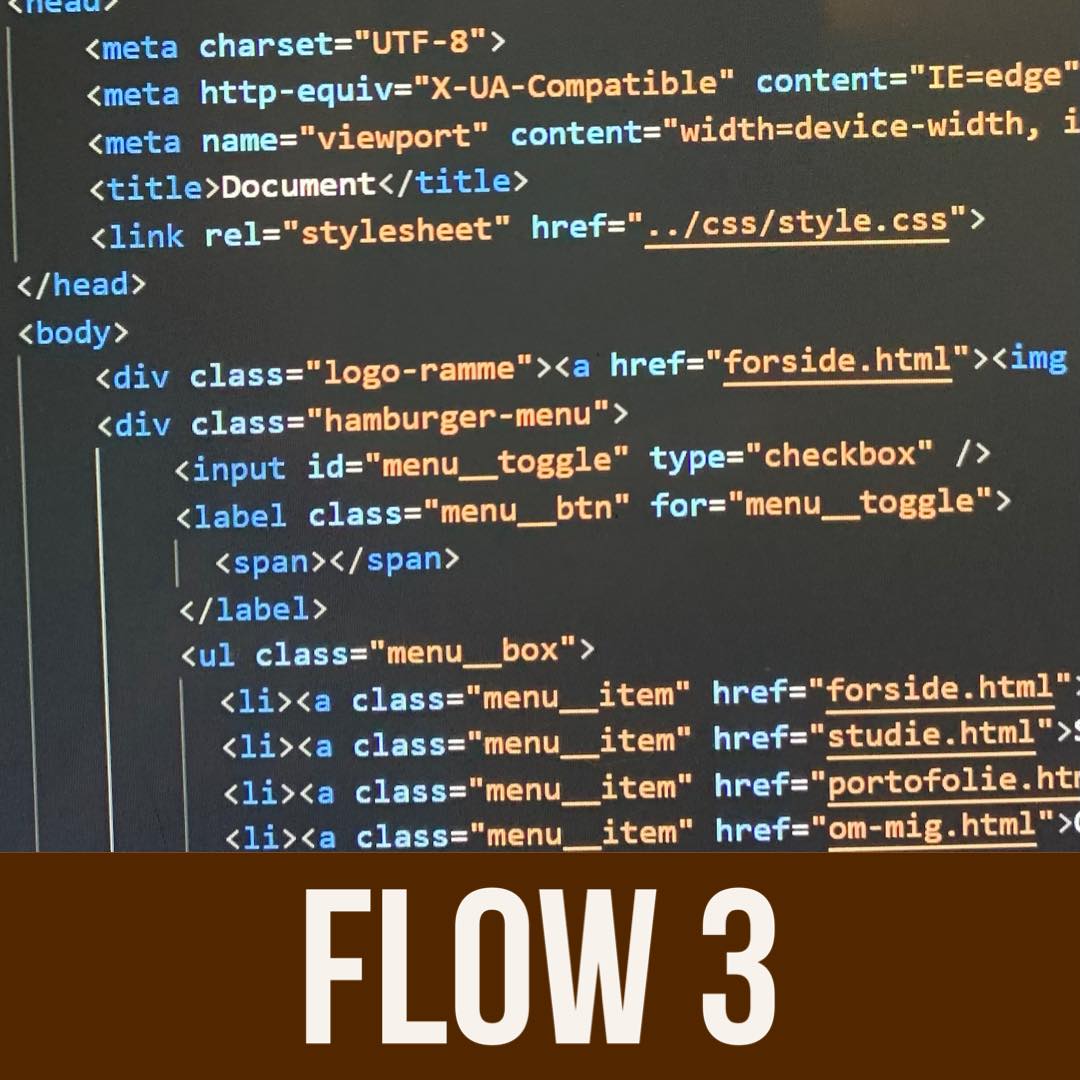 <head>
<meta charset="UTF-8">
<meta http-equiv="X-UA-Compatible" content="IE=edge"
<meta name="viewport" content="width=device-width, i
<title>Document</title>
<link rel="stylesheet" href="../css/style.css">
</head>
<body>
<div class="logo-ramme"><a href="forside.html"><img
<div class="hamburger-menu">
<input id="menu__toggle" type="checkbox" />
<label class="menu__btn" for="menu__toggle">
<span></span>
</label>
<ul class="menu__box">
<li><a class="menu__item" href="forside.html">
<li><a class="menu__item" href="studie.html">S
<li><a class="menu__item" href="portofolie.htm
<li><a class="menu__item" href="om-mig.html">
FLOW 3